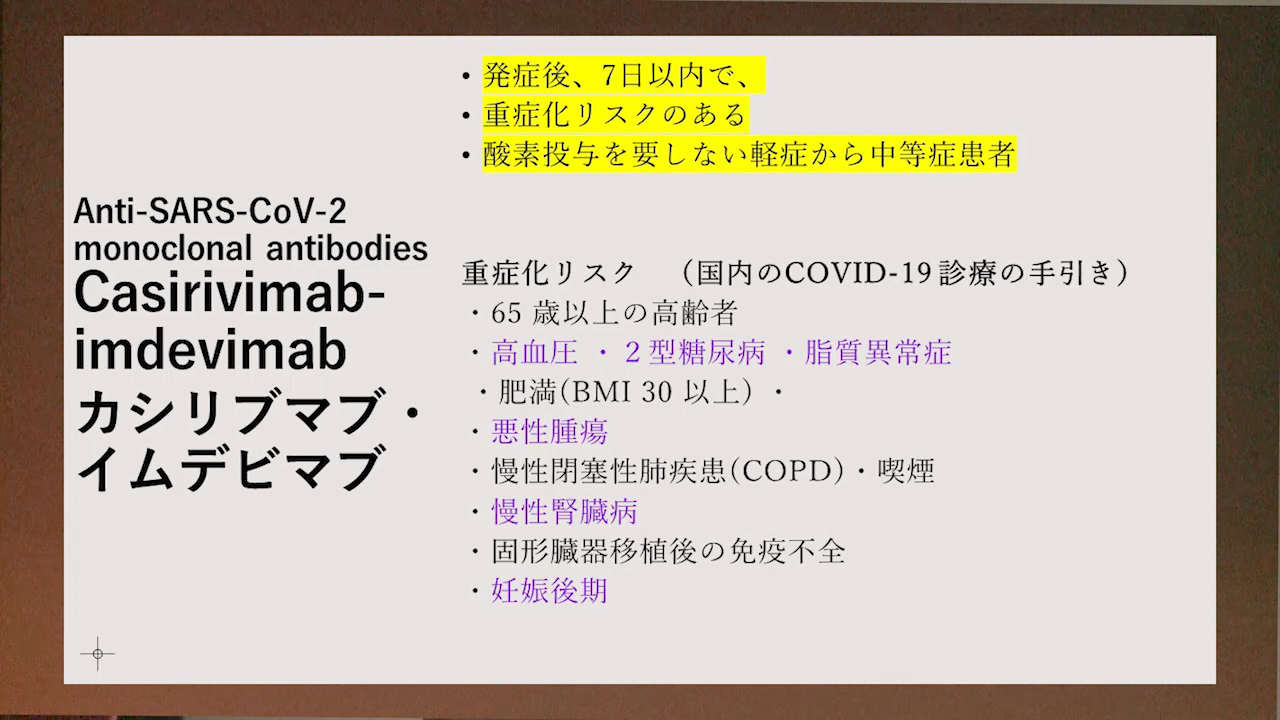 Anti-SARS-CoV-2
monoclonal antibodies
Casirivimab-
imdevimab
カシリブマブ・
イムデビマブ
• 発症後、7日以内で、
• 重症化リスクのある
• 酸素投与を要しない軽症から中等症患者
重症化リスク （国内のCOVID-19 診療の手引き）
・65 歳以上の高齢者
・高血圧 ・２型糖尿病 ・脂質異常症
・肥満(BMI 30 以上) ・
・悪性腫瘍
・慢性閉塞性肺疾患(COPD)・喫煙
・慢性腎臓病
・固形臓器移植後の免疫不全
・妊娠後期